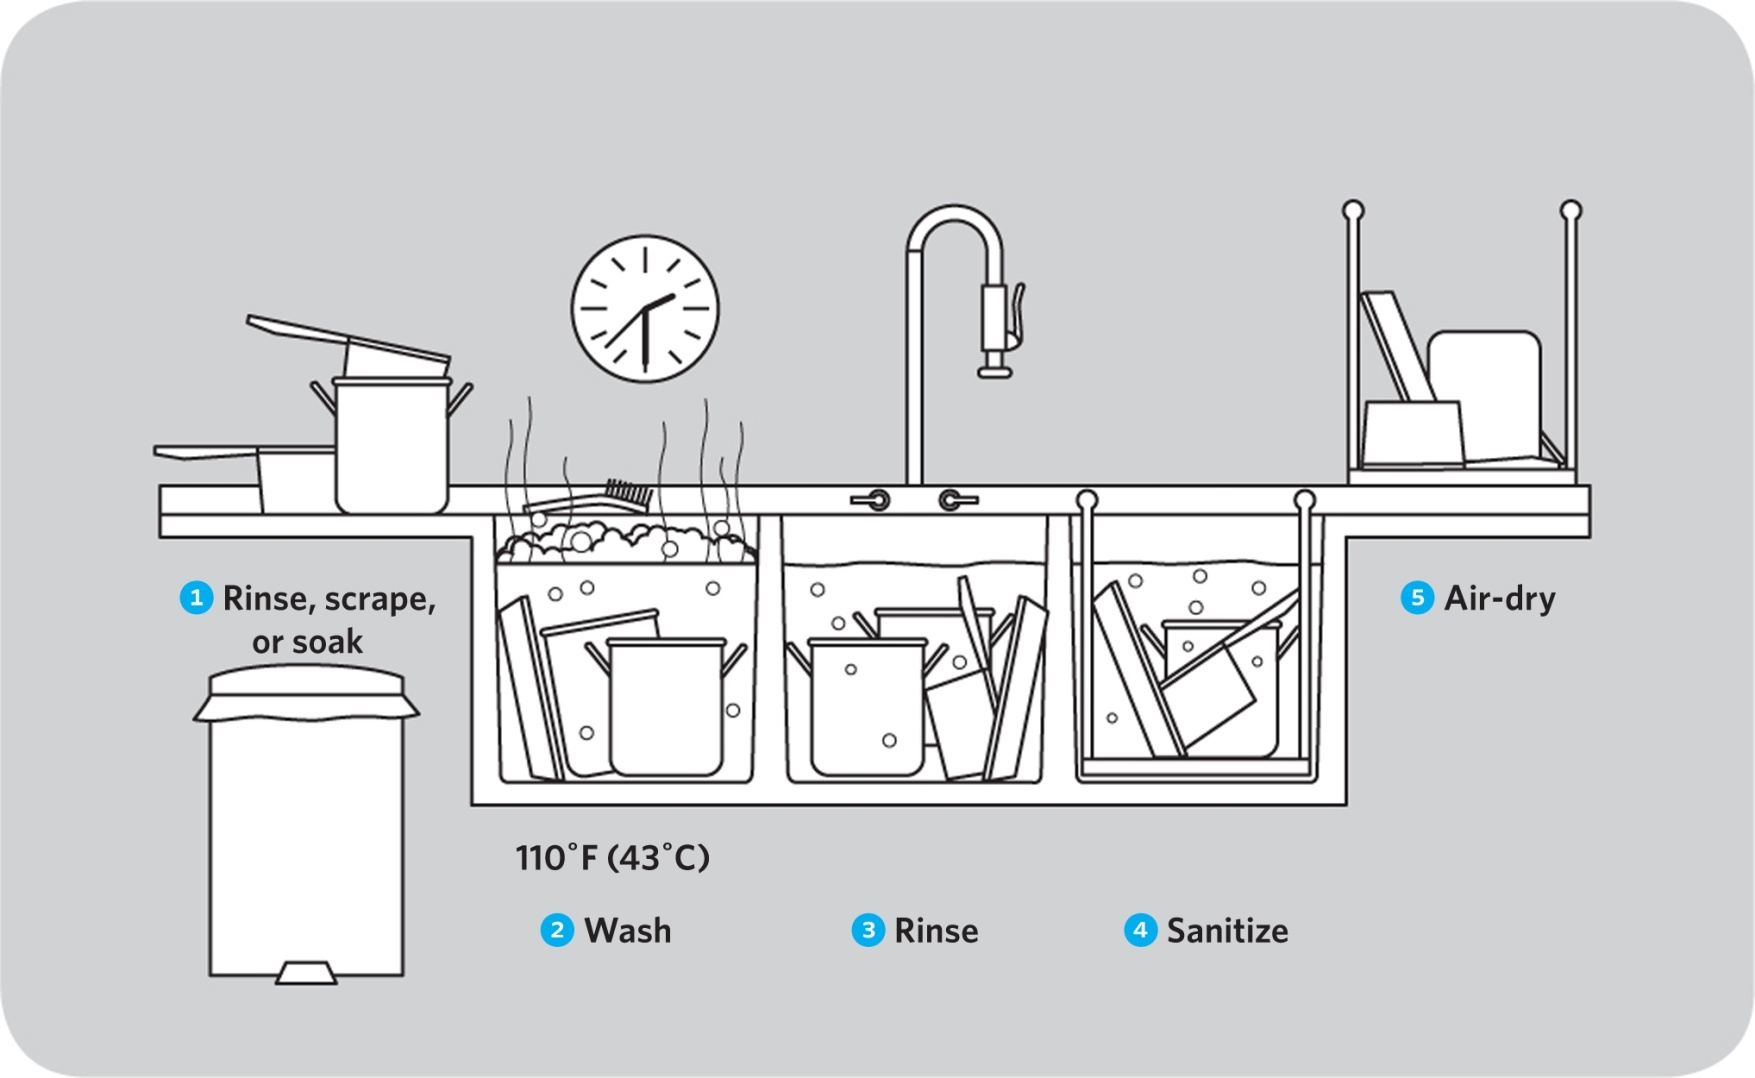 1 Rinse, scrape,
or soak
110˚F (43˚C)
2 Wash
3 Rinse
4 Sanitize
5 Air-dry